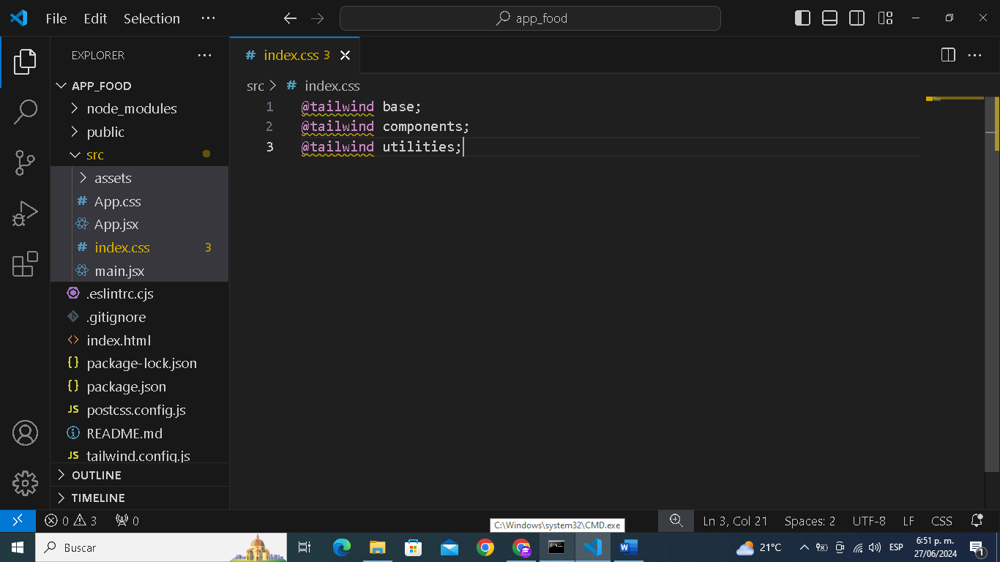 File Edit Selection ··· app_food
EXPLORER ···
APP_FOOD
node_modules
public
src
assets
App.css
App.jsx
index.css 3
main.jsx
.eslintrc.cjs
.gitignore
index.html
package-lock.json
package.json
postcss.config.js
README.md
tailwind.config.js
OUTLINE
TIMELINE
index.css 3
src > # index.css
1 @tailwind base;
2 @tailwind components;
3 @tailwind utilities;
0 3 0
C:\Windows\system32\CMD.exe
Ln 3, Col 21 Spaces: 2 UTF-8 LF CSS
Buscar
21°C ESP
6:51 p. m.
27/06/2024
1